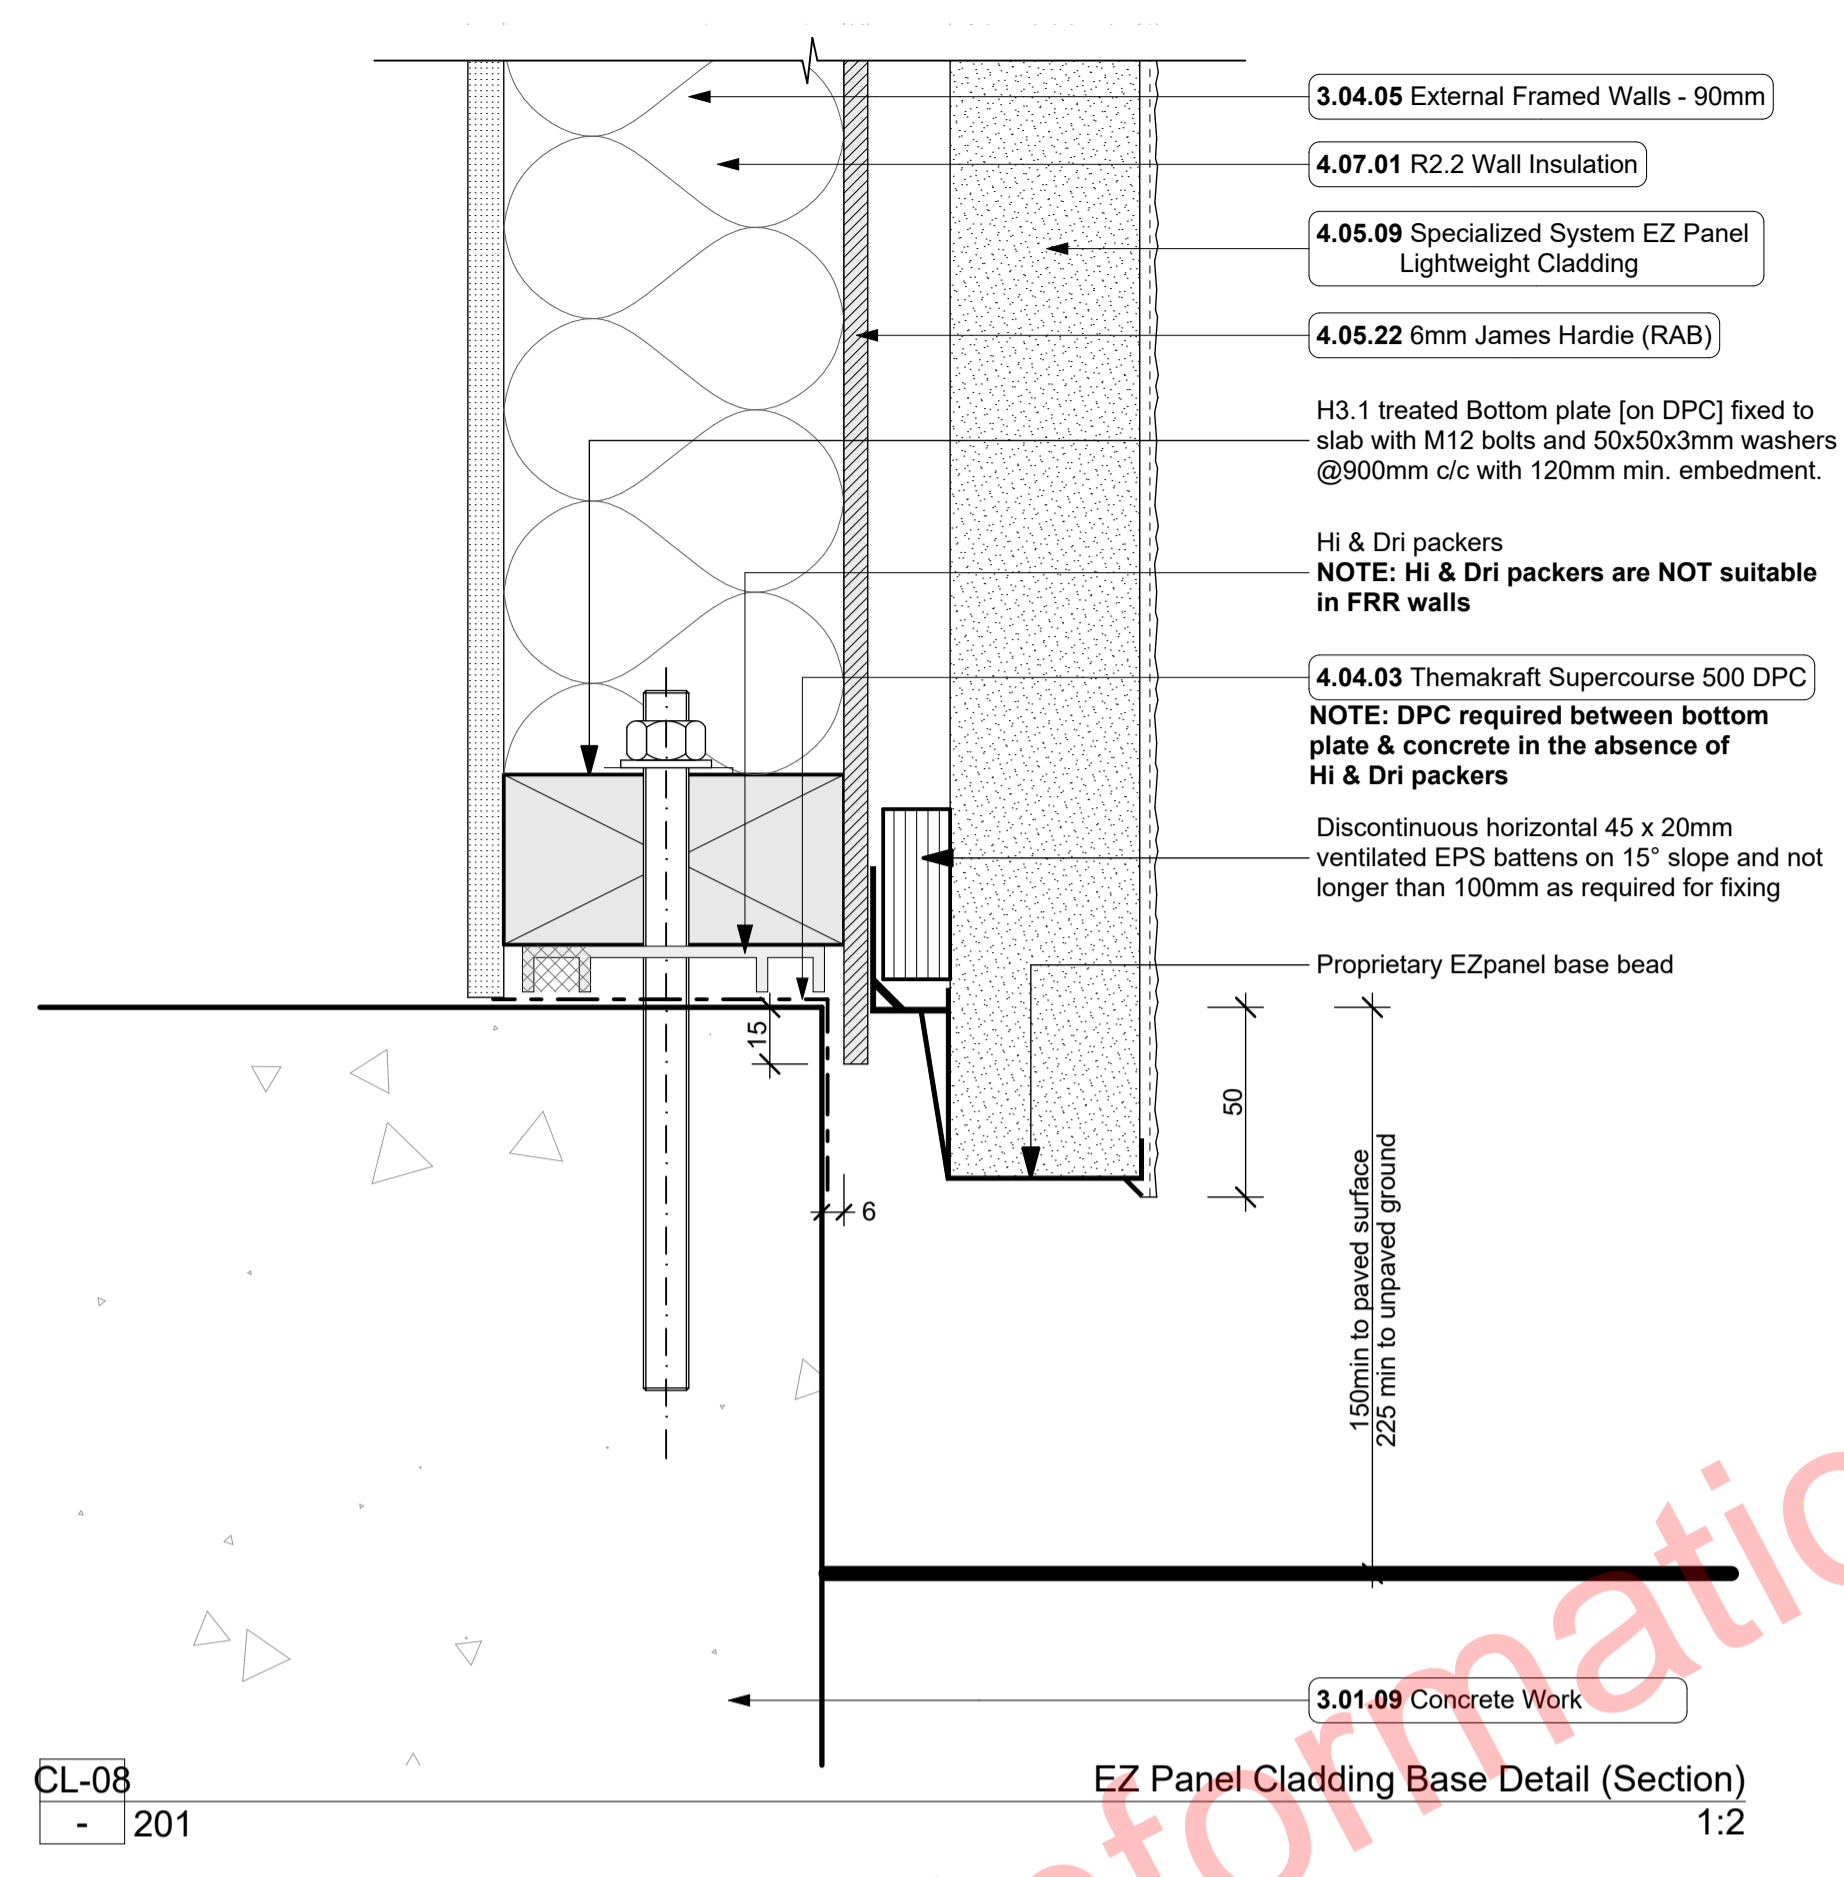 3.04.05 External Framed Walls - 90mm
4.07.01 R2.2 Wall Insulation
4.05.09 Specialized System EZ Panel
Lightweight Cladding
4.05.22 6mm James Hardie (RAB)
H3.1 treated Bottom plate [on DPC] fixed to
slab with M12 bolts and 50x50x3mm washers
@900mm c/c with 120mm min. embedment.
Hi & Dri packers
NOTE: Hi & Dri packers are NOT suitable
in FRR walls
4.04.03 Themakraft Supercourse 500 DPC
NOTE: DPC required between bottom
plate & concrete in the absence of
Hi & Dri packers
Discontinuous horizontal 45 x 20mm
ventilated EPS battens on 15° slope and not
longer than 100mm as required for fixing
Proprietary EZpanel base bead
15
50
6
150min to paved surface
225 min to unpaved ground
3.01.09 Concrete Work
CL-08
EZ Panel Cladding Base Detail (Section)
- 201
1:2